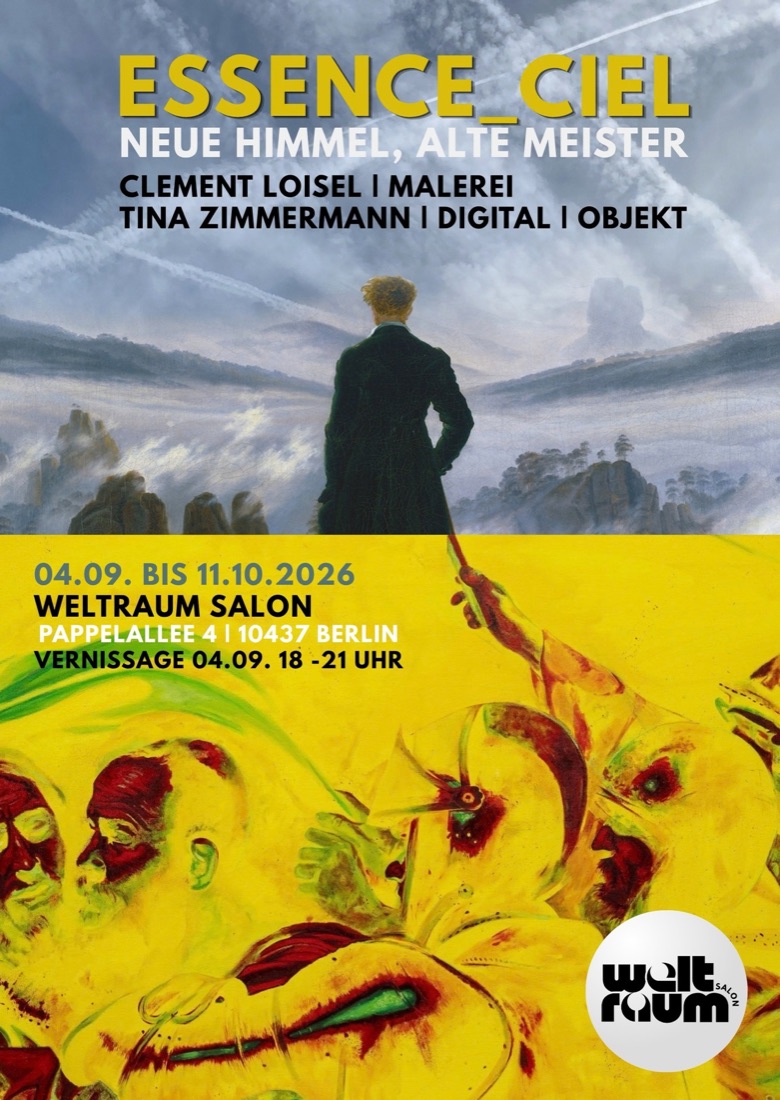 ESSENCE_CIEL
NEUE HIMMEL, ALTE MEISTER
CLEMENT LOISEL | MALEREI
TINA ZIMMERMANN | DIGITAL | OBJEKT
04.09. BIS 11.10.2026
WELTRAUM SALON
PAPPELALLEE 4 | 10437 BERLIN
VERNISSAGE 04.09. 18 -21 UHR
welt
raum
SALON